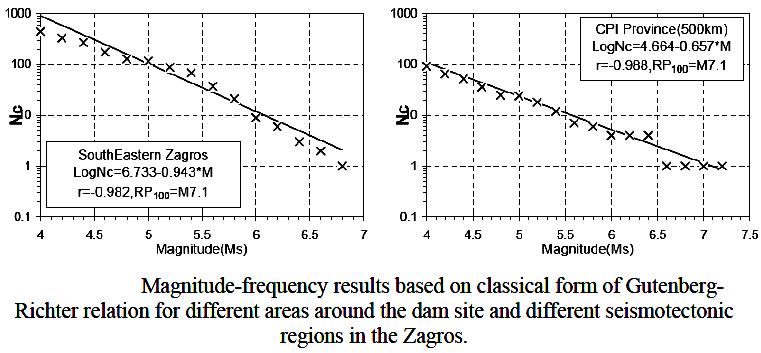 1000
100
10
1
0.1
Nc
SouthEastern Zagros
LogNc=6.733-0.943*M
r=-0.982,RP100=M7.1
4 4.5 5 5.5 6 6.5 7
Magnitude(Ms)
1000
100
10
1
0.1
Nc
CPI Province(500km)
LogNc=4.664-0.657*M
r=-0.988,RP100=M7.1
4 4.5 5 5.5 6 6.5 7 7.5
Magnitude(Ms)
Magnitude-frequency results based on classical form of Gutenberg-
Richter relation for different areas around the dam site and different seismotectonic
regions in the Zagros.